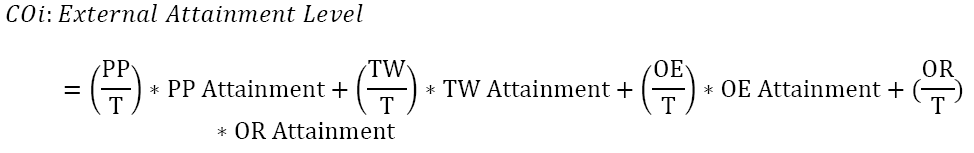 COi: External Attainment Level
= (PP/T) * PP Attainment + (TW/T) * TW Attainment + (OE/T) * OE Attainment + (OR/T)
* OR Attainment